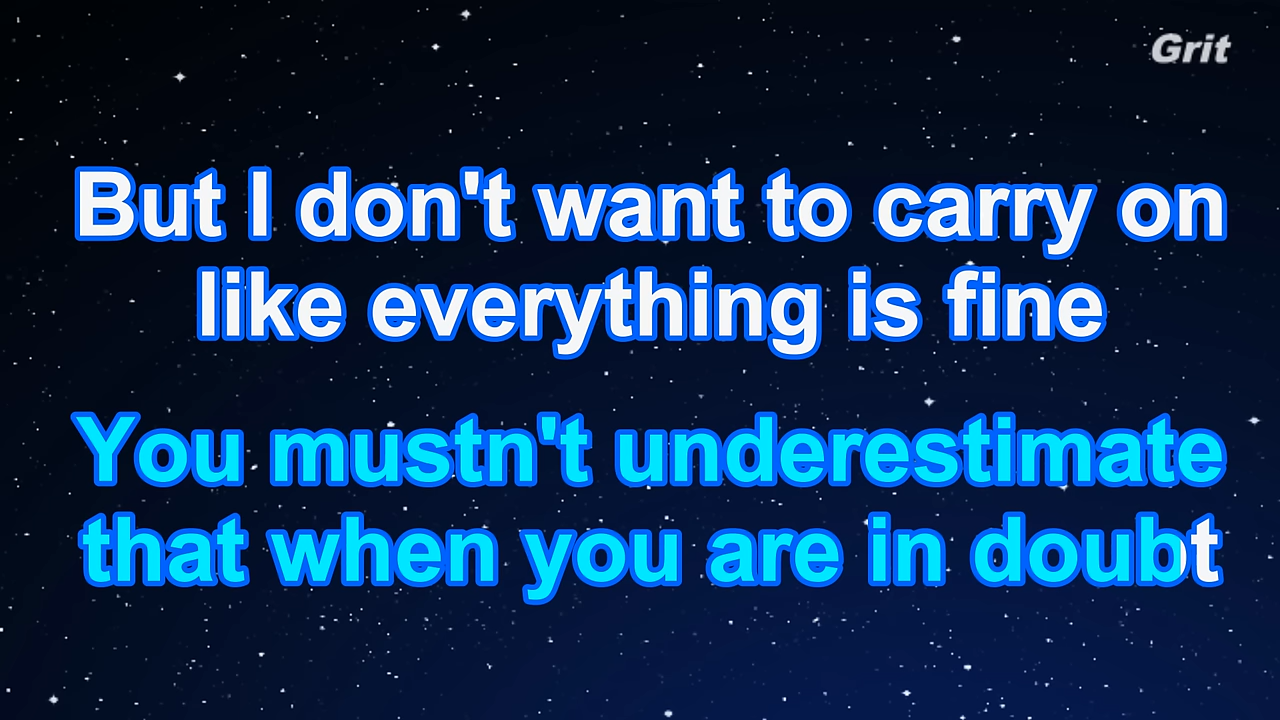 Grit
But I don't want to carry on
like everything is fine
You mustn't underestimate
that when you are in doubt